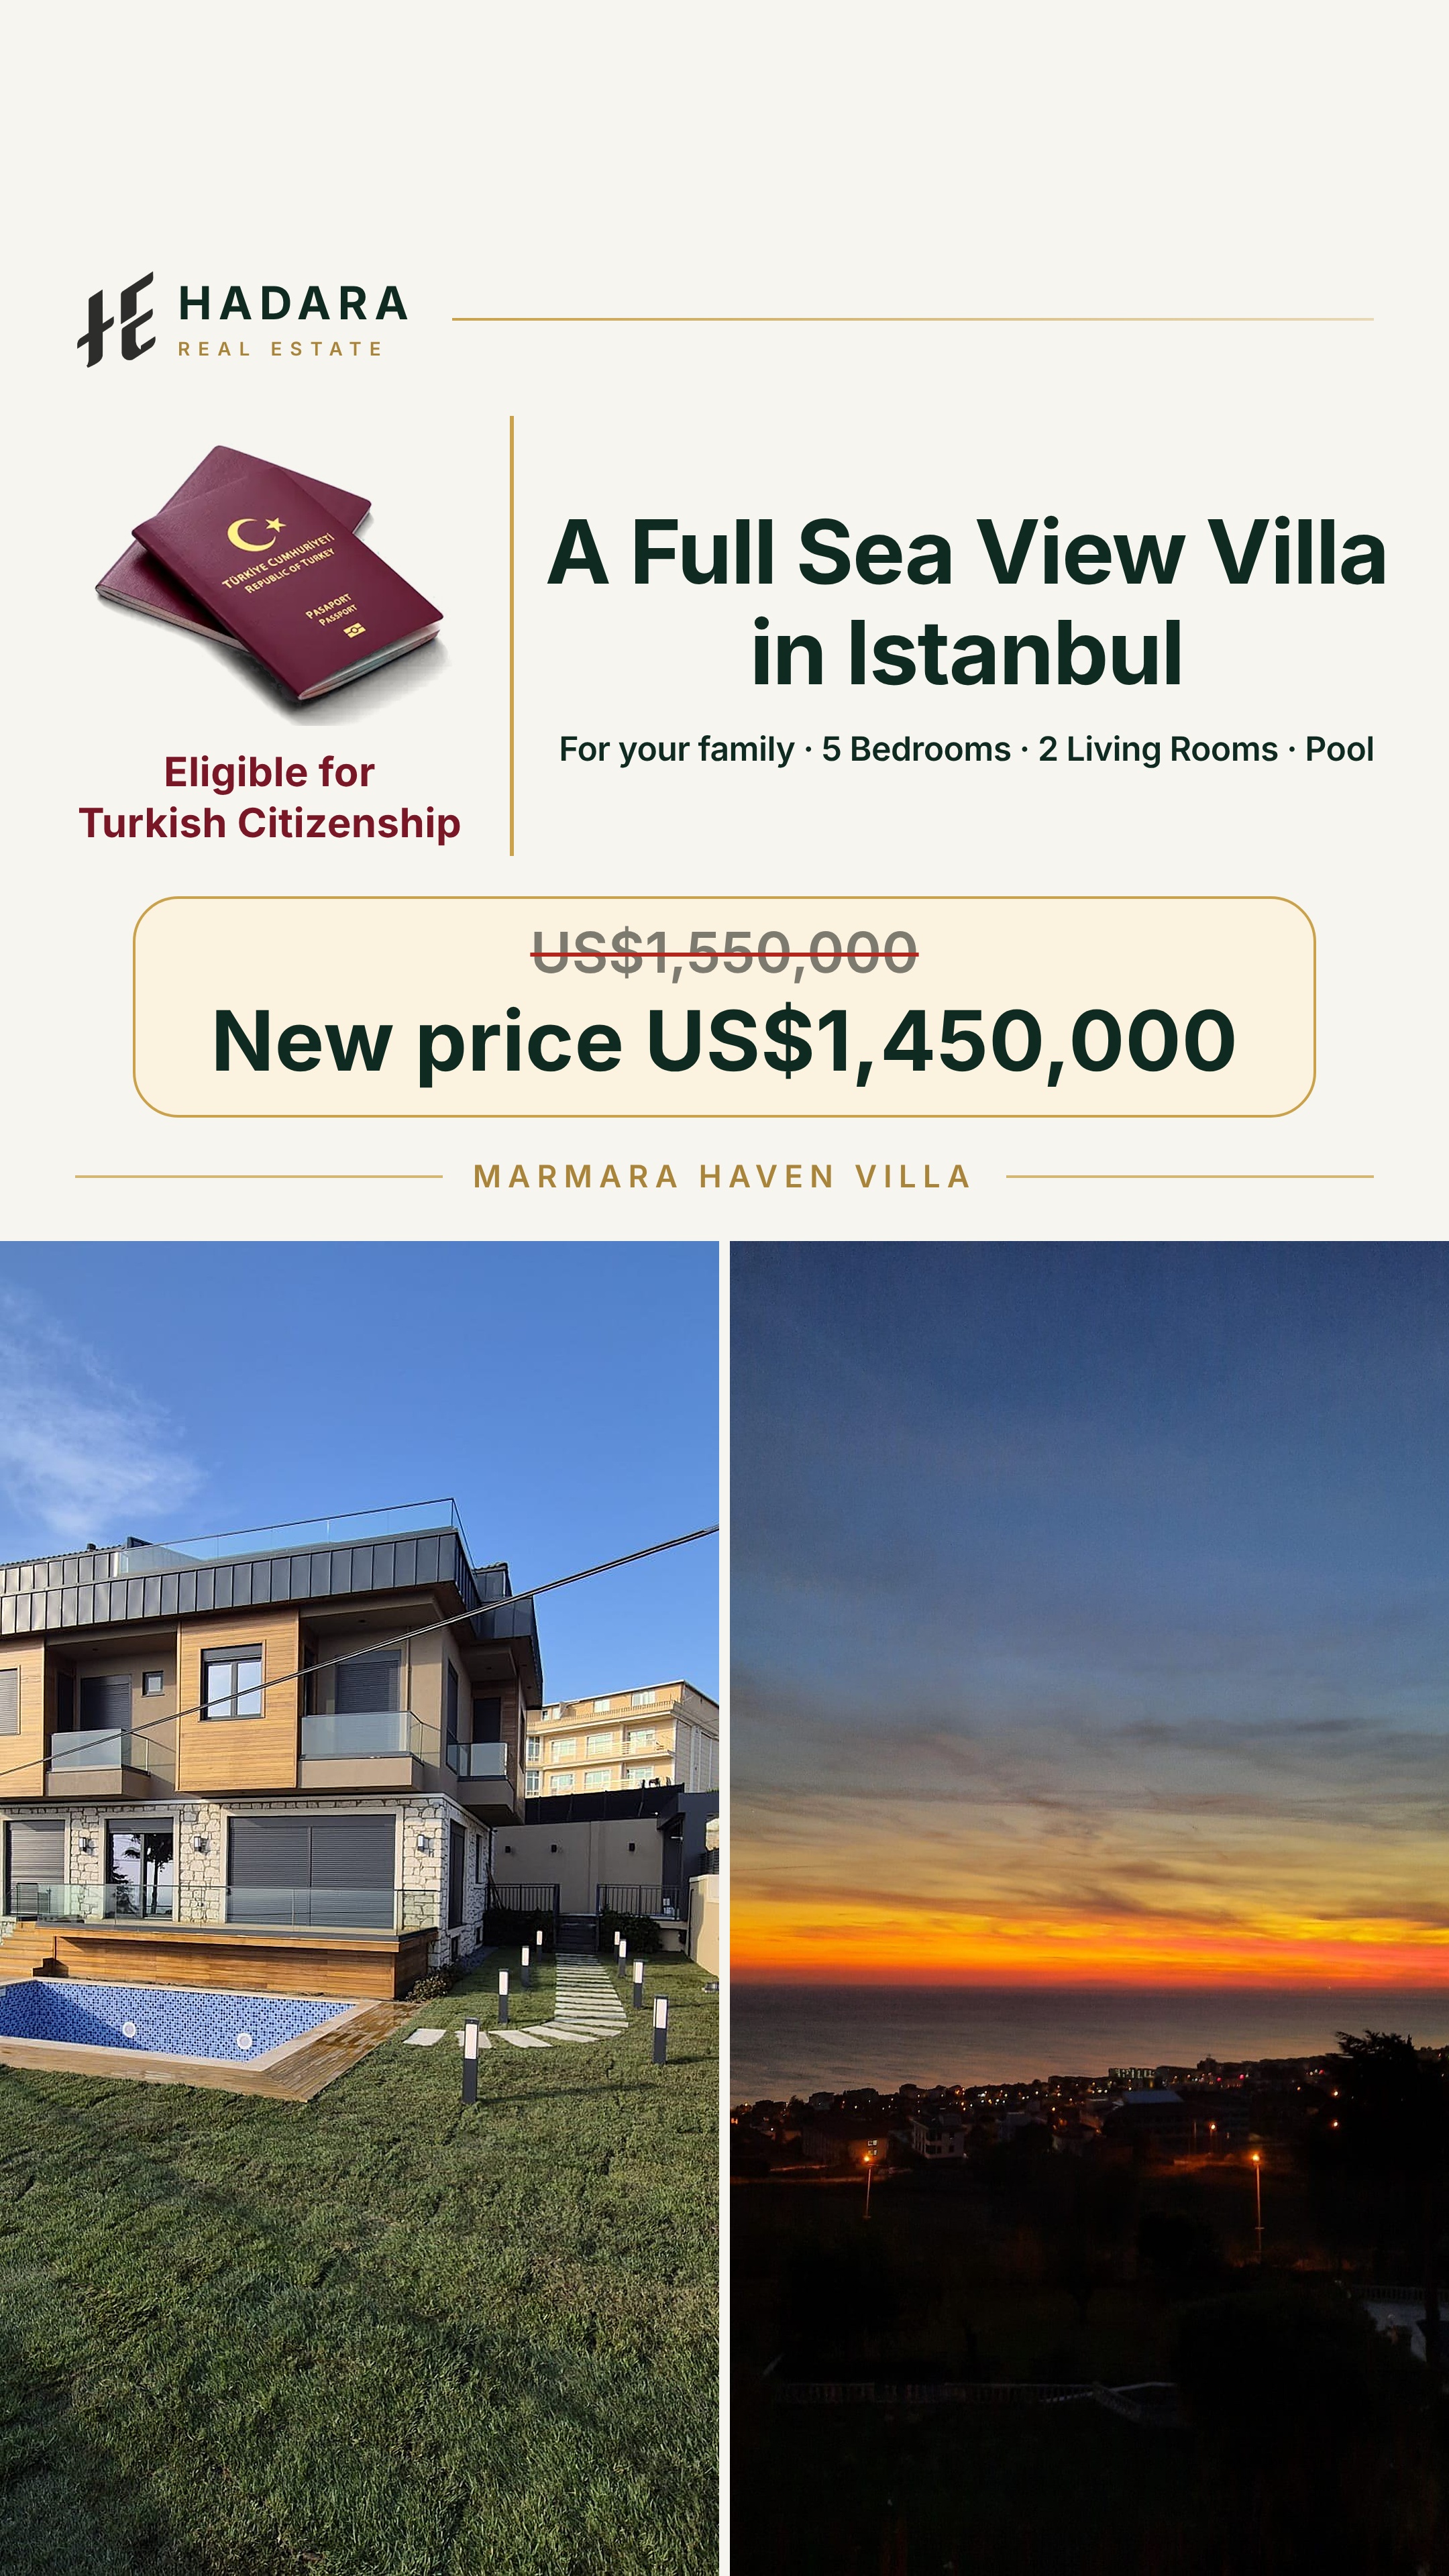 HADARA
REAL ESTATE
TÜRKİYE CUMHURİYETİ
REPUBLIC OF TURKEY
PASAPORT
PASSPORT
Eligible for
Turkish Citizenship
A Full Sea View Villa
in Istanbul
For your family · 5 Bedrooms · 2 Living Rooms · Pool
US$1,550,000
New price US$1,450,000
MARMARA HAVEN VILLA